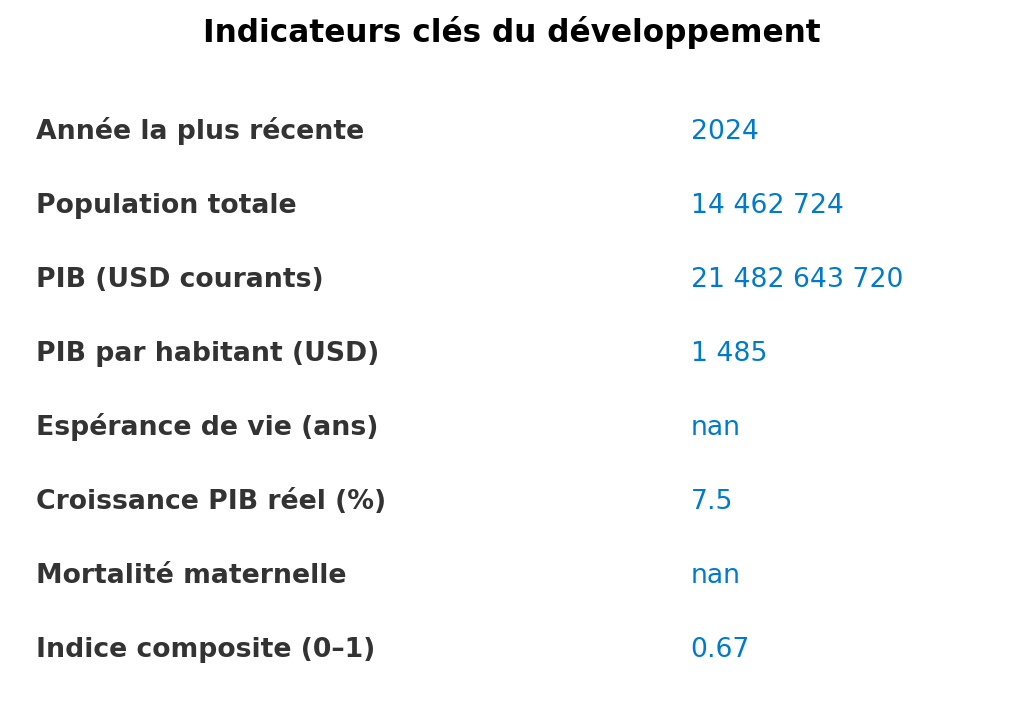 Indicateurs clés du développement
Année la plus récente 2024
Population totale 14 462 724
PIB (USD courants) 21 482 643 720
PIB par habitant (USD) 1 485
Espérance de vie (ans) nan
Croissance PIB réel (%) 7.5
Mortalité maternelle nan
Indice composite (0–1) 0.67